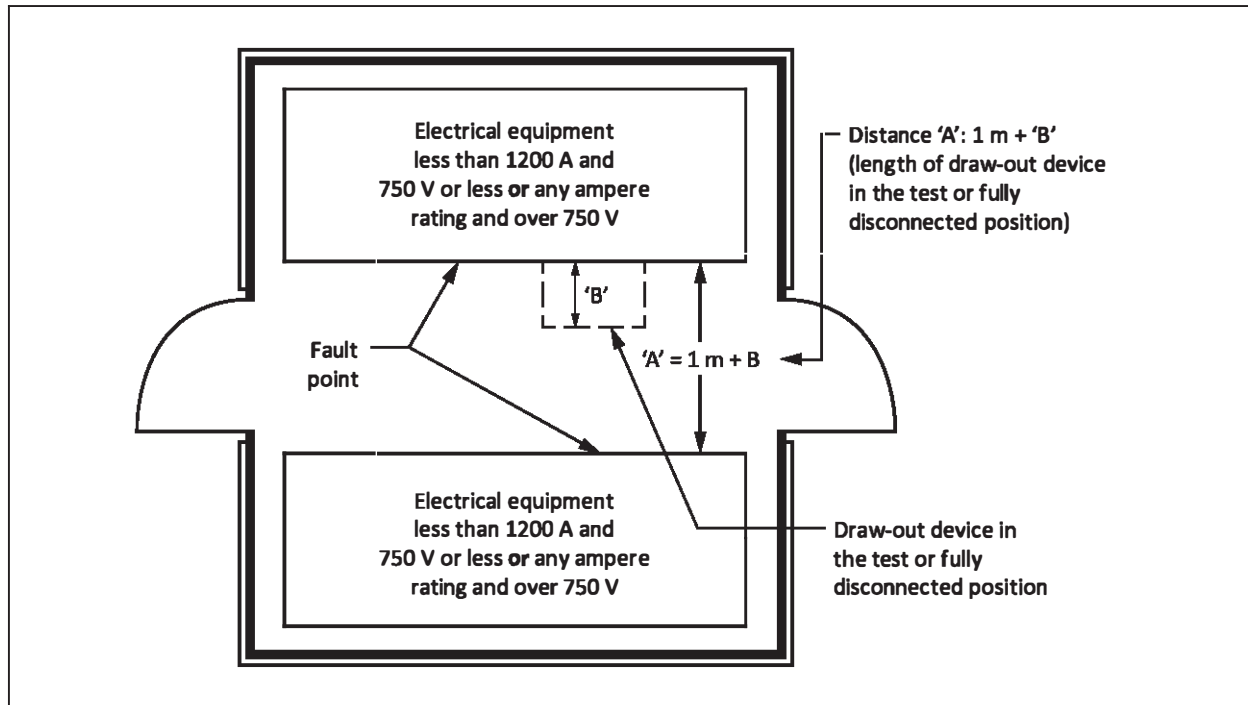 Electrical equipment
less than 1200 A and
750 V or less or any ampere
rating and over 750 V
Distance ‘A’: 1 m + ‘B’
(length of draw-out device
in the test or fully
disconnected position)
‘B’
Fault
point
‘A’ = 1 m + B
Electrical equipment
less than 1200 A and
750 V or less or any ampere
rating and over 750 V
Draw-out device in
the test or fully
disconnected position